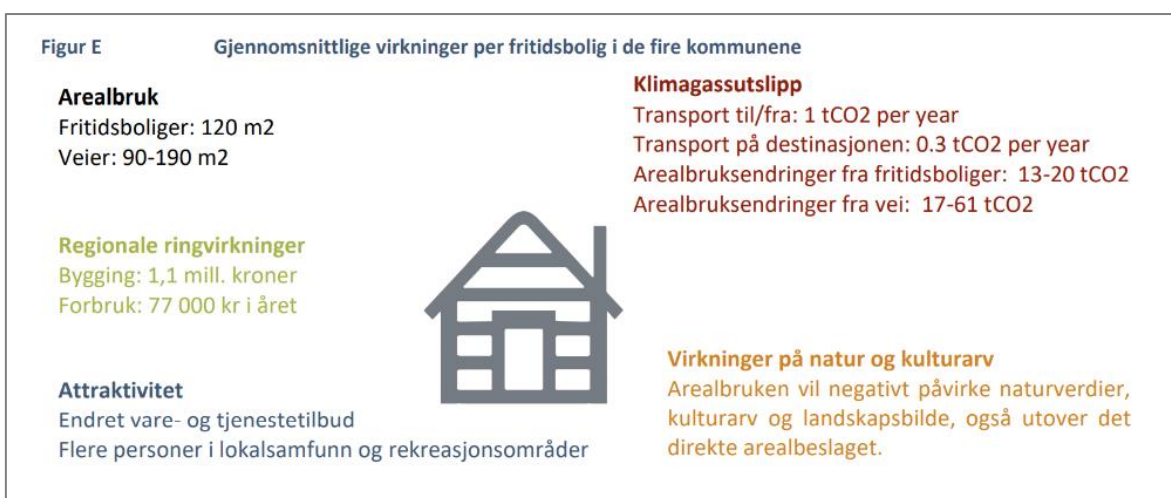 Figur E Gjennomsnittlige virkninger per fritidsbolig i de fire kommunene
Arealbruk
Fritidsboliger: 120 m2
Veier: 90-190 m2
Klimagassutslipp
Transport til/fra: 1 tCO2 per year
Transport på destinasjonen: 0.3 tCO2 per year
Arealbruksendringer fra fritidsboliger: 13-20 tCO2
Arealbruksendringer fra vei: 17-61 tCO2
Regionale ringvirkninger
Bygging: 1,1 mill. kroner
Forbruk: 77 000 kr i året
Attraktivitet
Endret vare- og tjenestetilbud
Flere personer i lokalsamfunn og rekreasjonsområder
Virkninger på natur og kulturarv
Arealbruken vil negativt påvirke naturverdier,
kulturarv og landskapsbilde, også utover det
direkte arealbeslaget.